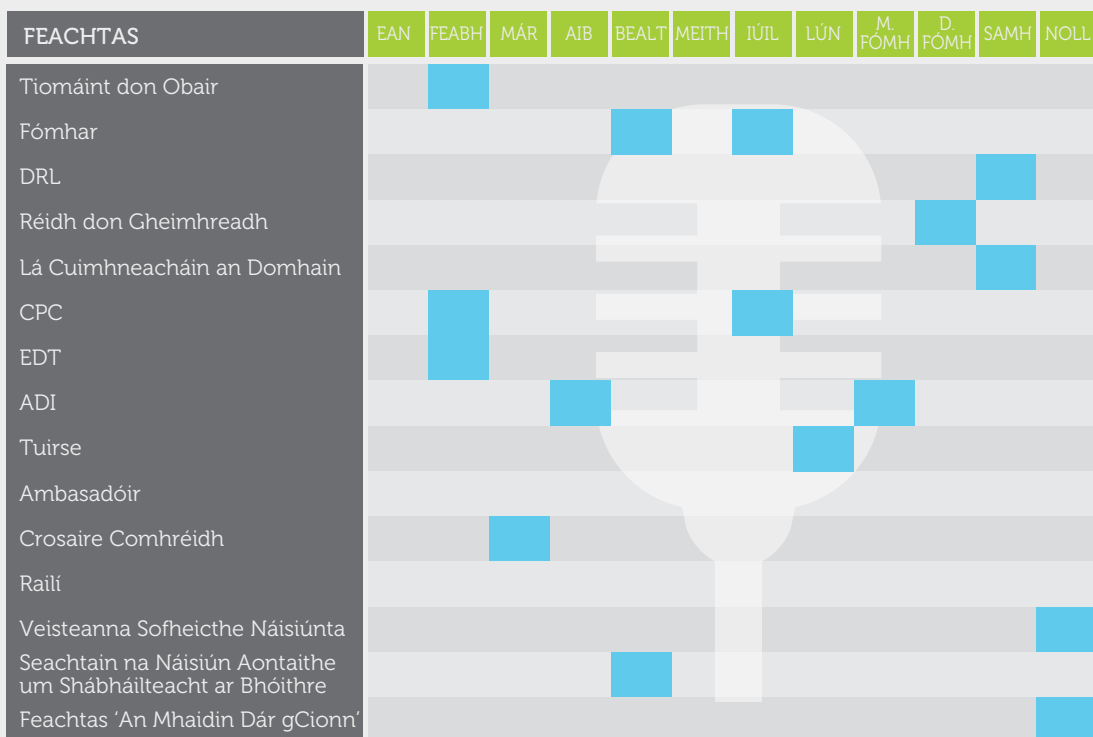 FEACHTAS
EAN FEABH MÁR AIB BEALT MEITH IÚIL LÚN M. FÓMH D. FÓMH SAMH NOLL
Tiomáint don Obair
Fómhar
DRL
Réidh don Gheimhreadh
Lá Cuimhneacháin an Domhain
CPC
EDT
ADI
Tuirse
Ambasadóir
Crosaire Comhréidh
Railí
Veisteanna Sofheicthe Náisiúnta
Seachtain na Náisiún Aontaithe
um Shábháilteacht ar Bhóithre
Feachtas ‘An Mhaidin Dár gCionn’